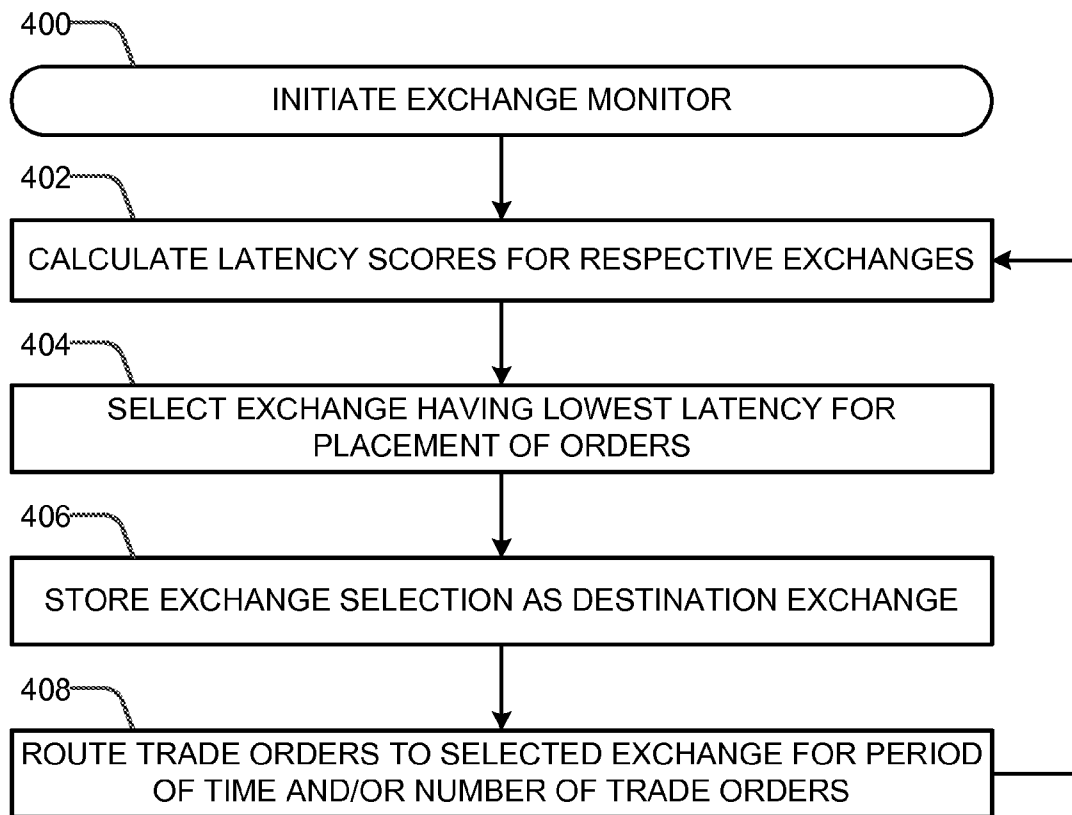 400
INITIATE EXCHANGE MONITOR
402
CALCULATE LATENCY SCORES FOR RESPECTIVE EXCHANGES
404
SELECT EXCHANGE HAVING LOWEST LATENCY FOR
PLACEMENT OF ORDERS
406
STORE EXCHANGE SELECTION AS DESTINATION EXCHANGE
408
ROUTE TRADE ORDERS TO SELECTED EXCHANGE FOR PERIOD
OF TIME AND/OR NUMBER OF TRADE ORDERS